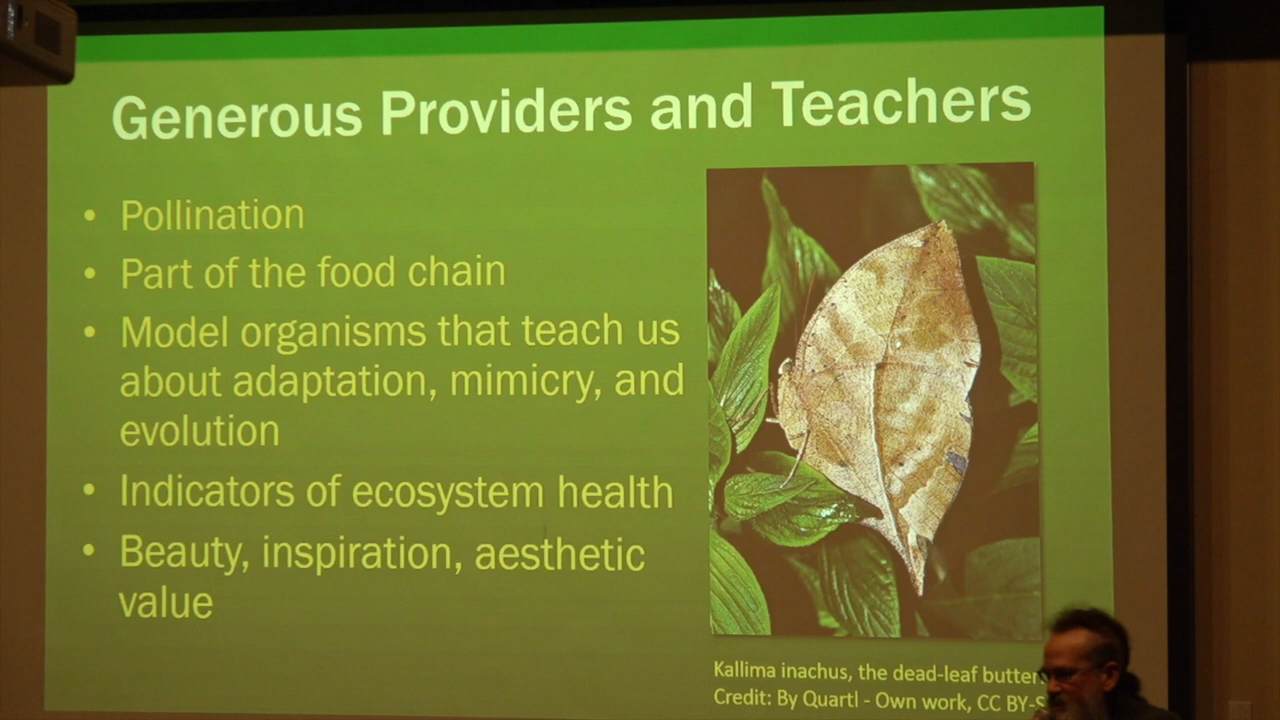 Generous Providers and Teachers
• Pollination
• Part of the food chain
• Model organisms that teach us
about adaptation, mimicry, and
evolution
• Indicators of ecosystem health
• Beauty, inspiration, aesthetic
value
Kallima inachus, the dead-leaf butter
Credit: By Quartl - Own work, CC BY-S